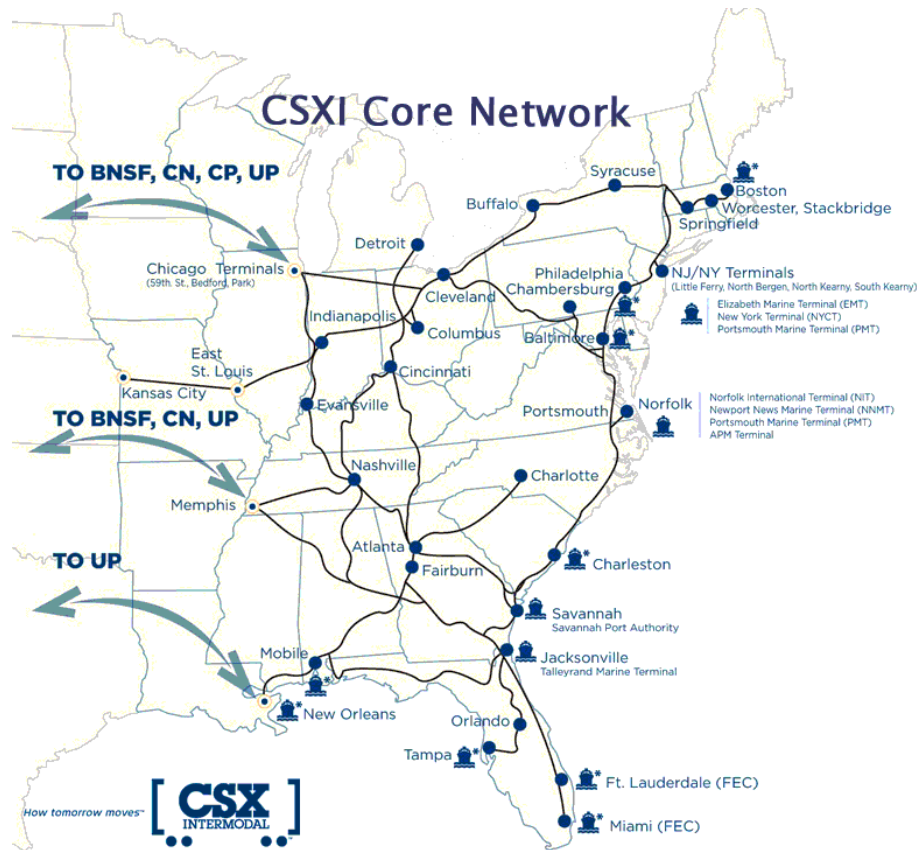 CSXI Core Network
TO BNSF, CN, CP, UP
Syracuse
*
Boston
Buffalo
Worcester, Stackbridge
Springfield
Detroit
Chicago Terminals
(59th. St., Bedford, Park)
Cleveland
Philadelphia
Chambersburg
*
NJ/NY Terminals
(Little Ferry, North Bergen, North Kearny, South Kearny)
Elizabeth Marine Terminal (EMT)
New York Terminal (NYCT)
Portsmouth Marine Terminal (PMT)
Indianapolis
Columbus
Baltimore
*
East
St. Louis
Cincinnati
Kansas City
Evansville
Portsmouth
Norfolk
Norfolk International Terminal (NIT)
Newport News Marine Terminal (NNMT)
Portsmouth Marine Terminal (PMT)
APM Terminal
TO BNSF, CN, UP
Nashville
Charlotte
Memphis
Atlanta
Fairburn
*
Charleston
TO UP
Savannah
Savannah Port Authority
Mobile
*
Jacksonville
Talleyrand Marine Terminal
*
New Orleans
Orlando
Tampa
*
*
Ft. Lauderdale (FEC)
*
Miami (FEC)
How tomorrow moves™
CSX
INTERMODAL™